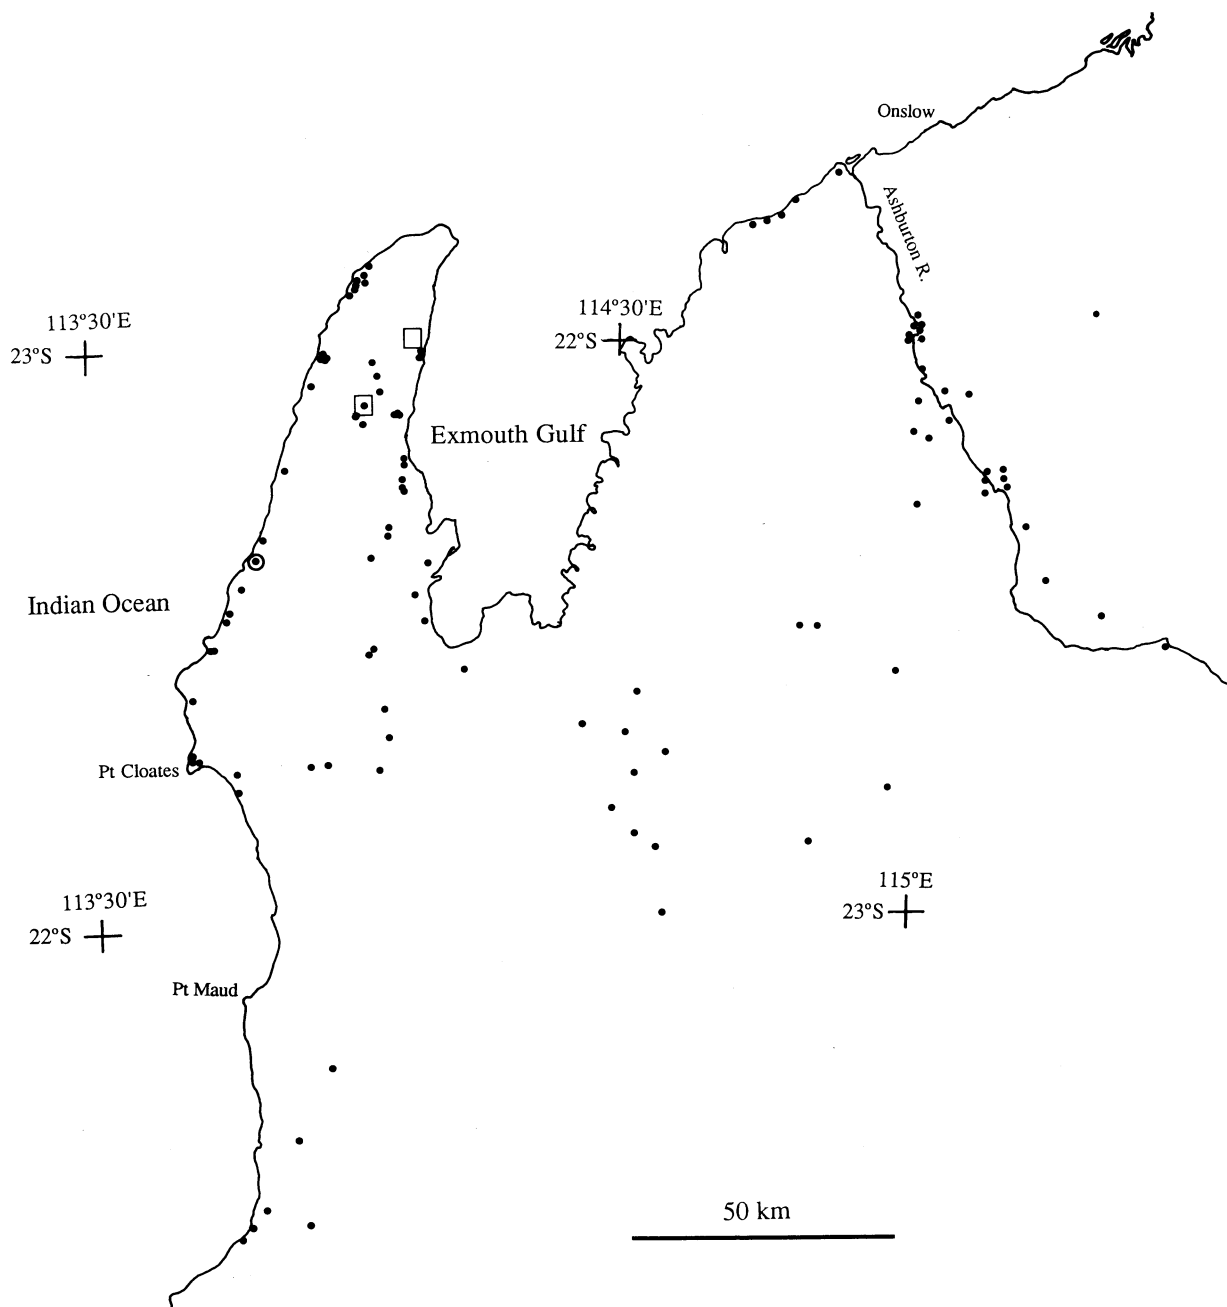 Onslow
Ashburton R.
114°30'E
22°S
113°30'E
23°S
Exmouth Gulf
Indian Ocean
Pt Cloates
115°E
23°S
113°30'E
22°S
Pt Maud
50 km